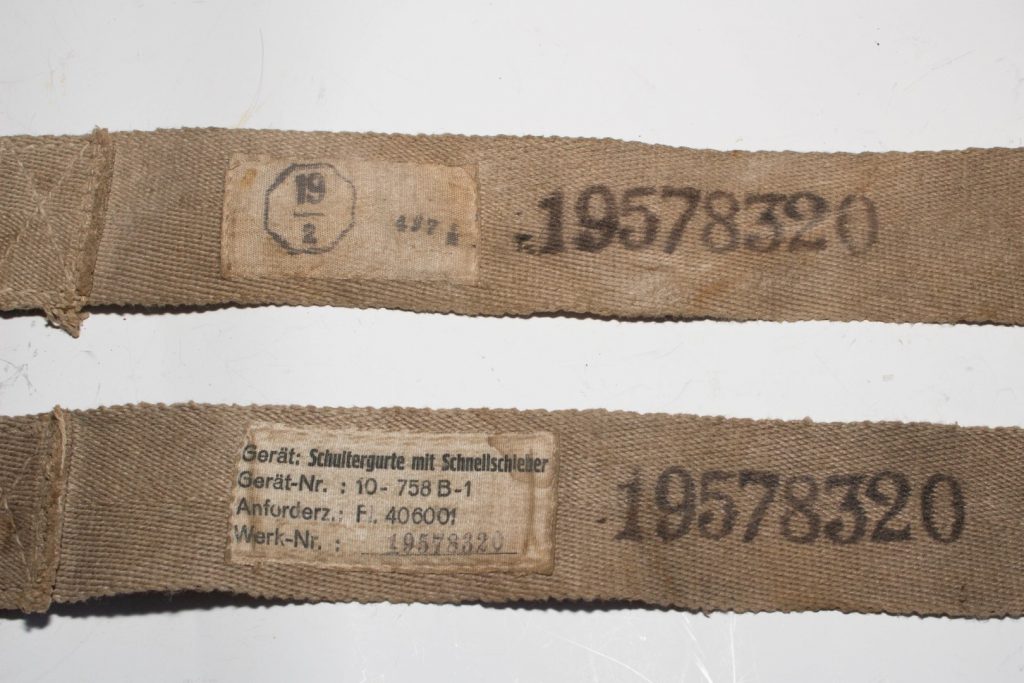 19
2
19578320
Gerät: Schultergurte mit Schnellschieber
Gerät-Nr. : 10-758 B-1
Anforderz.: Fl. 406001
Werk-Nr. : 19578320
19578320